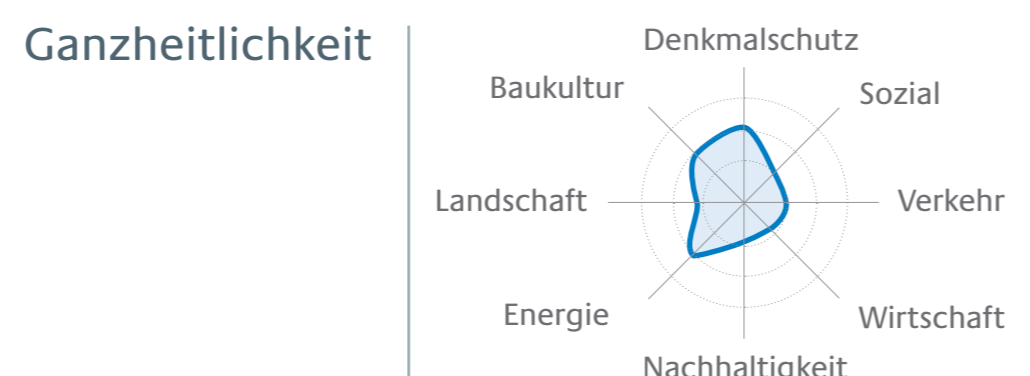 Ganzheitlichkeit
Denkmalschutz
Baukultur
Sozial
Landschaft
Verkehr
Energie
Wirtschaft
Nachhaltigkeit